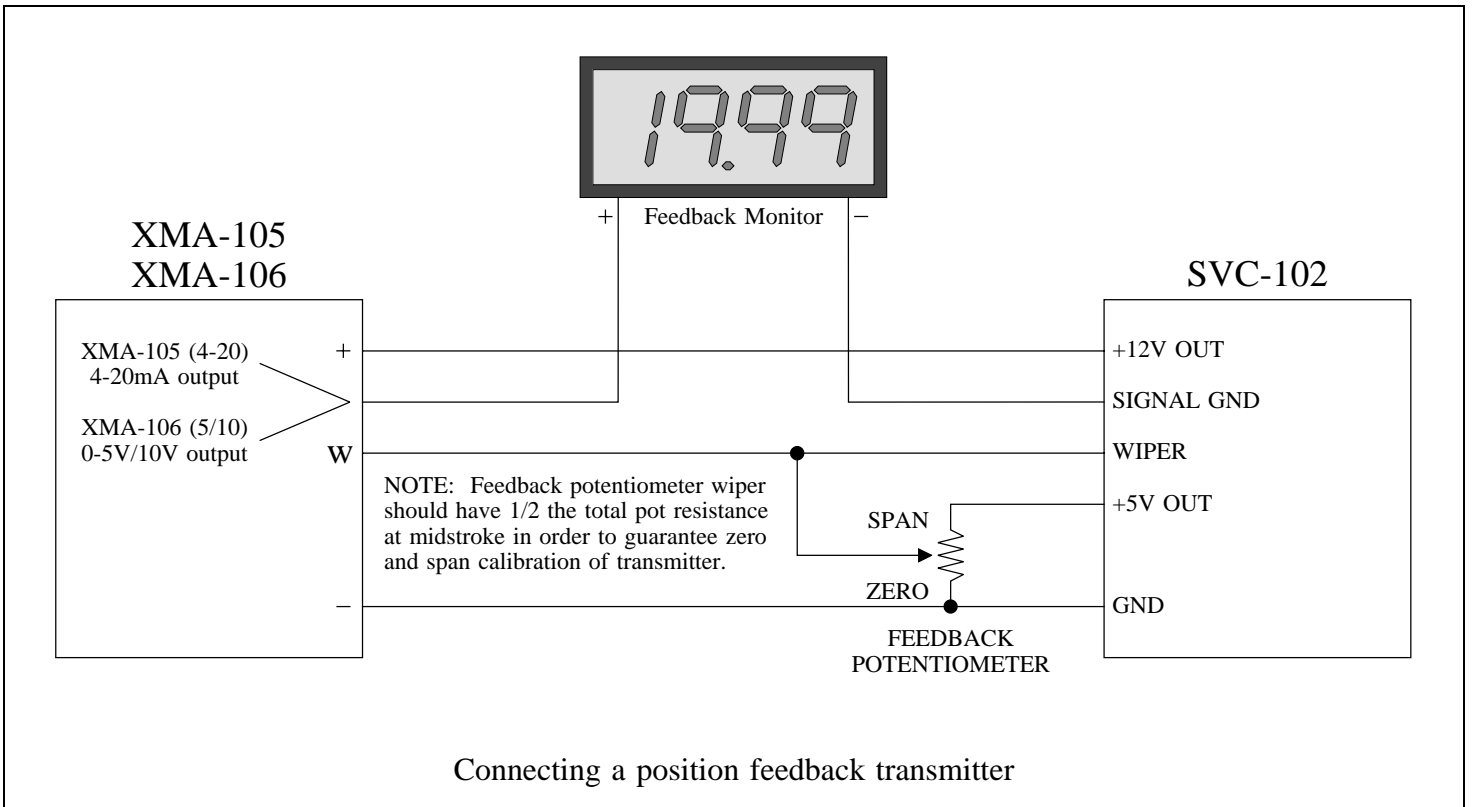 19.99
+ Feedback Monitor −
XMA-105
XMA-106
SVC-102
XMA-105 (4-20)
4-20mA output
XMA-106 (5/10)
0-5V/10V output
+
W
−
NOTE: Feedback potentiometer wiper
should have 1/2 the total pot resistance
at midstroke in order to guarantee zero
and span calibration of transmitter.
SPAN
ZERO
FEEDBACK
POTENTIOMETER
+12V OUT
SIGNAL GND
WIPER
+5V OUT
GND
Connecting a position feedback transmitter